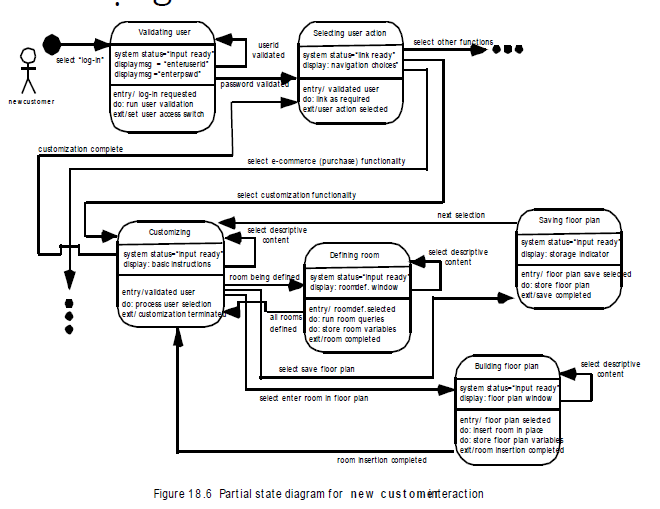 Validating user
system status="input ready"
displaymsg = "enteruserid"
displaymsg ="enterpswd"
entry/ log-in requested
do: run user validation
exit/set user access switch
select "log-in"
newcustomer
userid
validated
password validated
Selecting user action
system status="link ready"
display: navigation choices"
entry/ validated user
do: link as required
exit/user action selected
select other functions
customization complete
select e-commerce (purchase) functionality
select customization functionality
next selection
Customizing
system status="input ready"
display: basic instructions
entry/validated user
do: process user selection
exit/ customization terminated
select descriptive
content
room being defined
all rooms
defined
Defining room
system status="input ready"
display: roomdef. window
entry/ roomdef.selected
do: run room queries
do: store room variables
exit/room completed
select descriptive
content
Saving floor plan
system status="input ready"
display: storage indicator
entry/ floor plan save selected
do: store floor plan
exit/save completed
select save floor plan
select enter room in floor plan
Building floor plan
system status="input ready"
display: floor plan window
entry/ floor plan selected
do: insert room in place
do: store floor plan variables
exit/room insertion completed
select descriptive
content
room insertion completed
Figure 18.6 Partial state diagram for new customer interaction